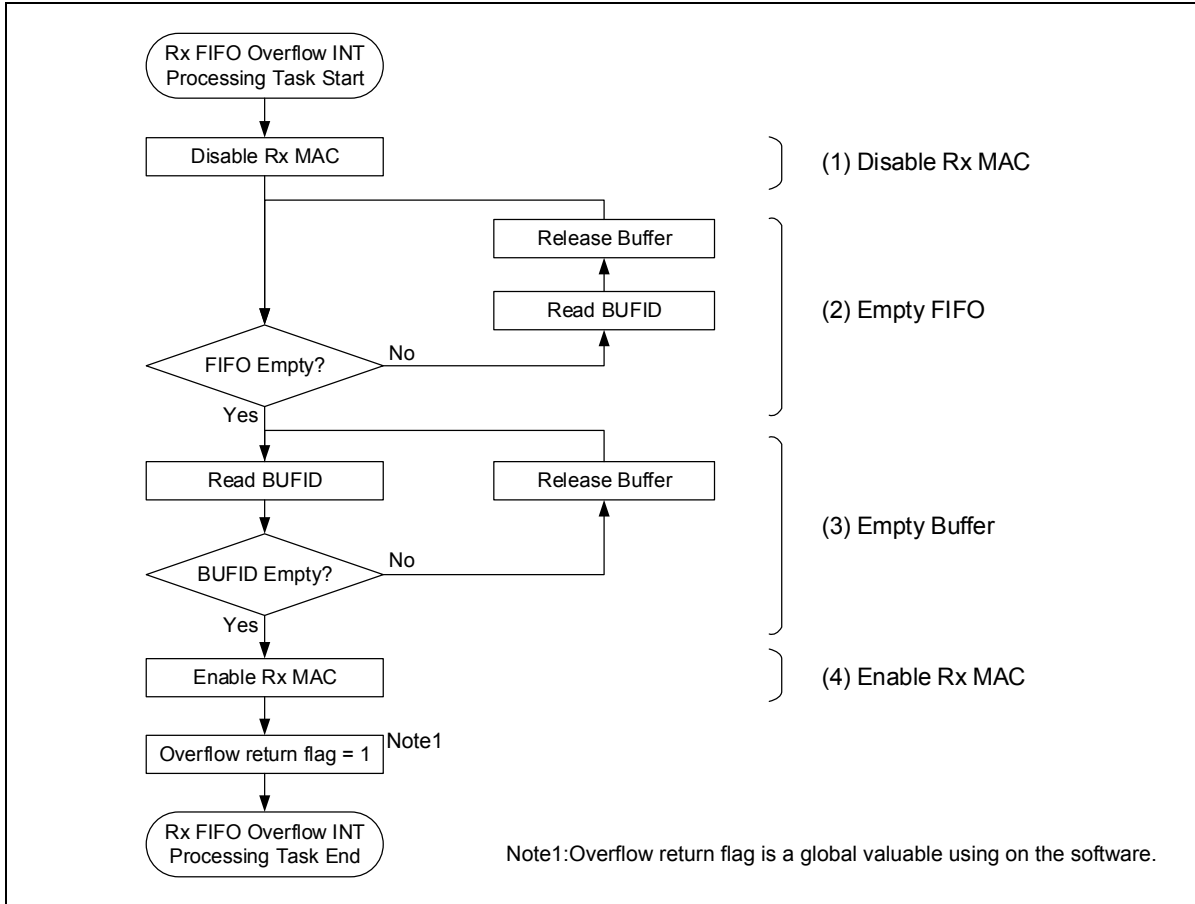 Rx FIFO Overflow INT
Processing Task Start
Disable Rx MAC
(1) Disable Rx MAC
Release Buffer
Read BUFID
(2) Empty FIFO
FIFO Empty?
No
Yes
Read BUFID
Release Buffer
(3) Empty Buffer
BUFID Empty?
No
Yes
Enable Rx MAC
(4) Enable Rx MAC
Overflow return flag = 1
Note1
Rx FIFO Overflow INT
Processing Task End
Note1:Overflow return flag is a global valuable using on the software.